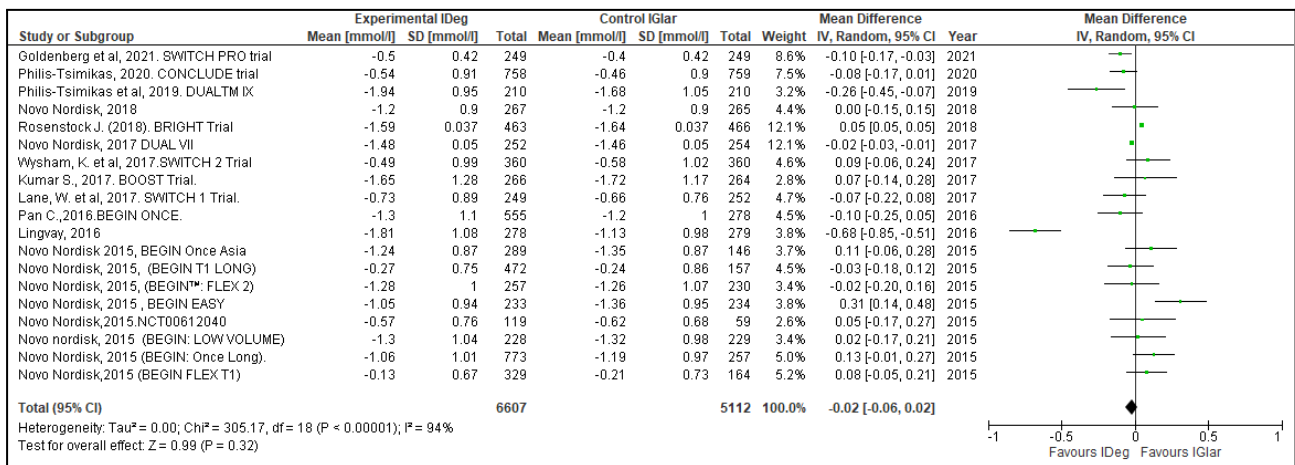 Experimental IDeg Control IGlar Mean Difference Mean Difference
Study or Subgroup Mean [mmol/l] SD [mmol/l] Total Mean [mmol/l] SD [mmol/l] Total Weight IV, Random, 95% CI Year IV, Random, 95% CI
Goldenberg et al, 2021. SWITCH PRO trial -0.5 0.42 249 -0.4 0.42 249 8.6% -0.10 [-0.17, -0.03] 2021
Philis-Tsimikas, 2020. CONCLUDE trial -0.54 0.91 758 -0.46 0.9 759 7.5% -0.08 [-0.17, 0.01] 2020
Philis-Tsimikas et al, 2019. DUALTM IX -1.94 0.95 210 -1.68 1.05 210 3.2% -0.26 [-0.45, -0.07] 2019
Novo Nordisk, 2018 -1.2 0.9 267 -1.2 0.9 265 4.4% 0.00 [-0.15, 0.15] 2018
Rosenstock J. (2018). BRIGHT Trial -1.59 0.037 463 -1.64 0.037 466 12.1% 0.05 [0.05, 0.05] 2018
Novo Nordisk, 2017 DUAL VII -1.48 0.05 252 -1.46 0.05 254 12.0% -0.02 [-0.03, -0.01] 2017
Wysham, K. et al, 2017.SWITCH 2 Trial -0.49 0.99 360 -0.58 1.02 360 4.4% 0.09 [-0.06, 0.24] 2017
Kumar S., 2017. BOOST Trial. -1.65 1.28 266 -1.72 1.17 264 2.8% 0.07 [-0.14, 0.28] 2017
Lane, W. et al, 2017. SWITCH 1 Trial. -0.73 0.89 249 -0.66 0.76 252 4.5% -0.07 [-0.22, 0.08] 2017
Pan C.,2016.BEGIN ONCE. -1.3 1.1 555 -1.2 1 278 4.4% -0.10 [-0.25, 0.05] 2016
Lingvay, 2016 -1.81 1.08 278 -1.13 0.98 279 3.8% -0.68 [-0.85, -0.51] 2016
Novo Nordisk 2015, BEGIN Once Asia -1.24 0.87 289 -1.35 0.87 146 3.8% 0.11 [-0.06, 0.28] 2015
Novo Nordisk, 2015, (BEGIN T1 LONG) -0.27 0.75 472 -0.24 0.86 157 4.5% -0.03 [-0.18, 0.12] 2015
Novo Nordisk, 2015, (BEGIN™: FLEX 2) -1.28 1 257 -1.26 1.07 230 3.4% -0.02 [-0.20, 0.16] 2015
Novo Nordisk, 2015 , BEGIN EASY -1.05 0.94 233 -1.36 0.95 234 3.8% 0.31 [0.14, 0.48] 2015
Novo Nordisk,2015.NCT00612040 -0.57 0.76 119 -0.62 0.68 59 2.6% 0.05 [-0.17, 0.27] 2015
Novo nordisk, 2015 (BEGIN: LOW VOLUME) -1.3 1.04 228 -1.32 0.98 229 3.3% 0.02 [-0.17, 0.21] 2015
Novo Nordisk, 2015 (BEGIN: Once Long). -1.06 1.01 773 -1.19 0.97 257 5.0% 0.13 [-0.01, 0.27] 2015
Novo Nordisk,2015 (BEGIN FLEX T1) -0.13 0.67 329 -0.21 0.73 164 5.2% 0.08 [-0.05, 0.21] 2015
Total (95% CI) 6607 5112 100.0% -0.02 [-0.06, 0.02]
Heterogeneity: Tau² = 0.00; Chi² = 305.17, df = 18 (P < 0.00001); I² = 94%
Test for overall effect: Z = 0.99 (P = 0.32)
-1 -0.5 0 0.5 1
Favours IDeg Favours IGlar